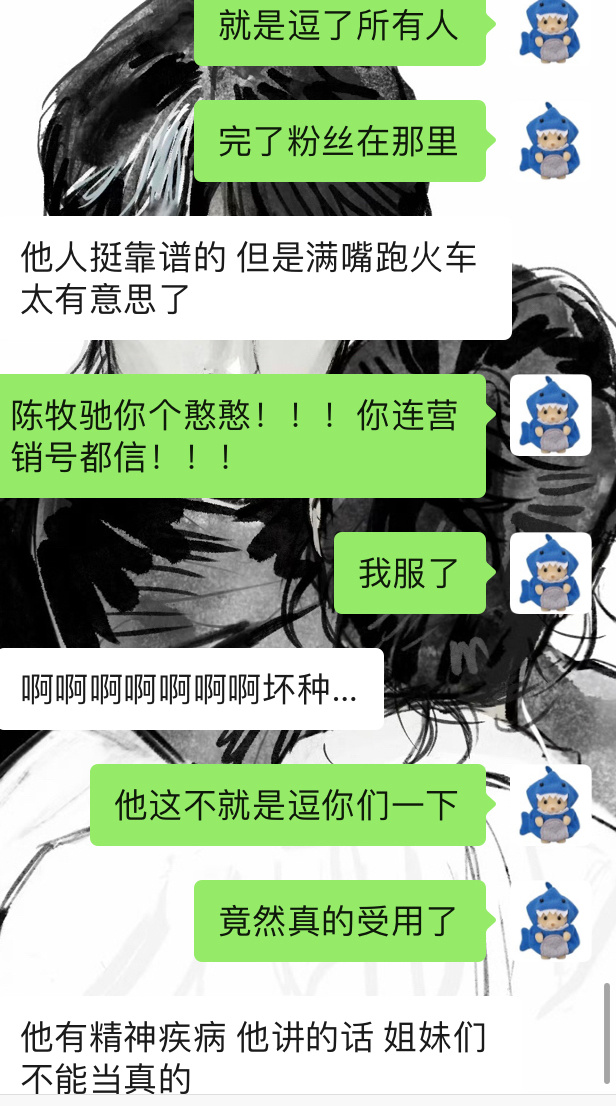 就是逗了所有人
完了粉丝在那里
他人挺靠谱的 但是满嘴跑火车
太有意思了
陈牧驰你个憨憨！！！你连营
销号都信！！！
我服了
啊啊啊啊啊啊啊坏种...
他这不就是逗你们一下
竟然真的受用了
他有精神疾病 他讲的话 姐妹们
不能当真的